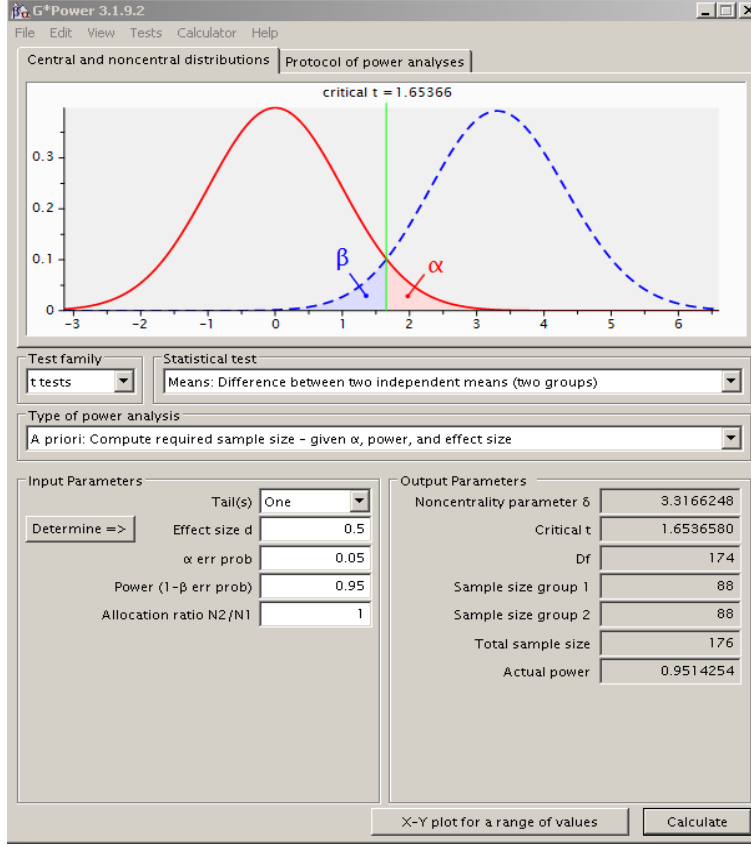 G*Power 3.1.9.2
File Edit View Tests Calculator Help
Central and noncentral distributions Protocol of power analyses
critical t = 1.65366
0.3
0.2
0.1
0
β
α
-3 -2 -1 0 1 2 3 4 5 6
Test family
t tests
Statistical test
Means: Difference between two independent means (two groups)
Type of power analysis
A priori: Compute required sample size - given α, power, and effect size
Input Parameters
Tail(s) One
Determine => Effect size d 0.5
α err prob 0.05
Power (1-β err prob) 0.95
Allocation ratio N2/N1 1
Output Parameters
Noncentrality parameter δ 3.3166248
Critical t 1.6536580
Df 174
Sample size group 1 88
Sample size group 2 88
Total sample size 176
Actual power 0.9514254
X-Y plot for a range of values Calculate